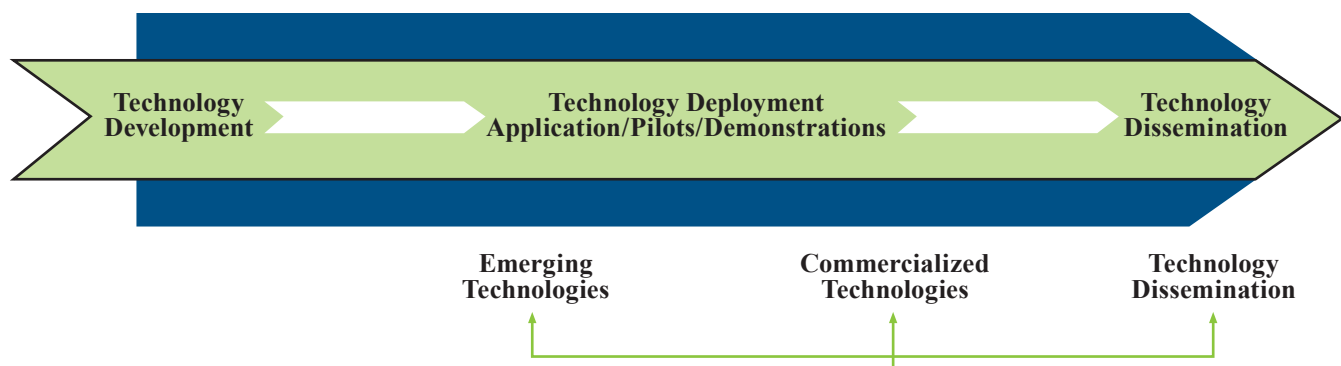 Technology
Development
Technology Deployment
Application/Pilots/Demonstrations
Technology
Dissemination
Emerging
Technologies
Commercialized
Technologies
Technology
Dissemination